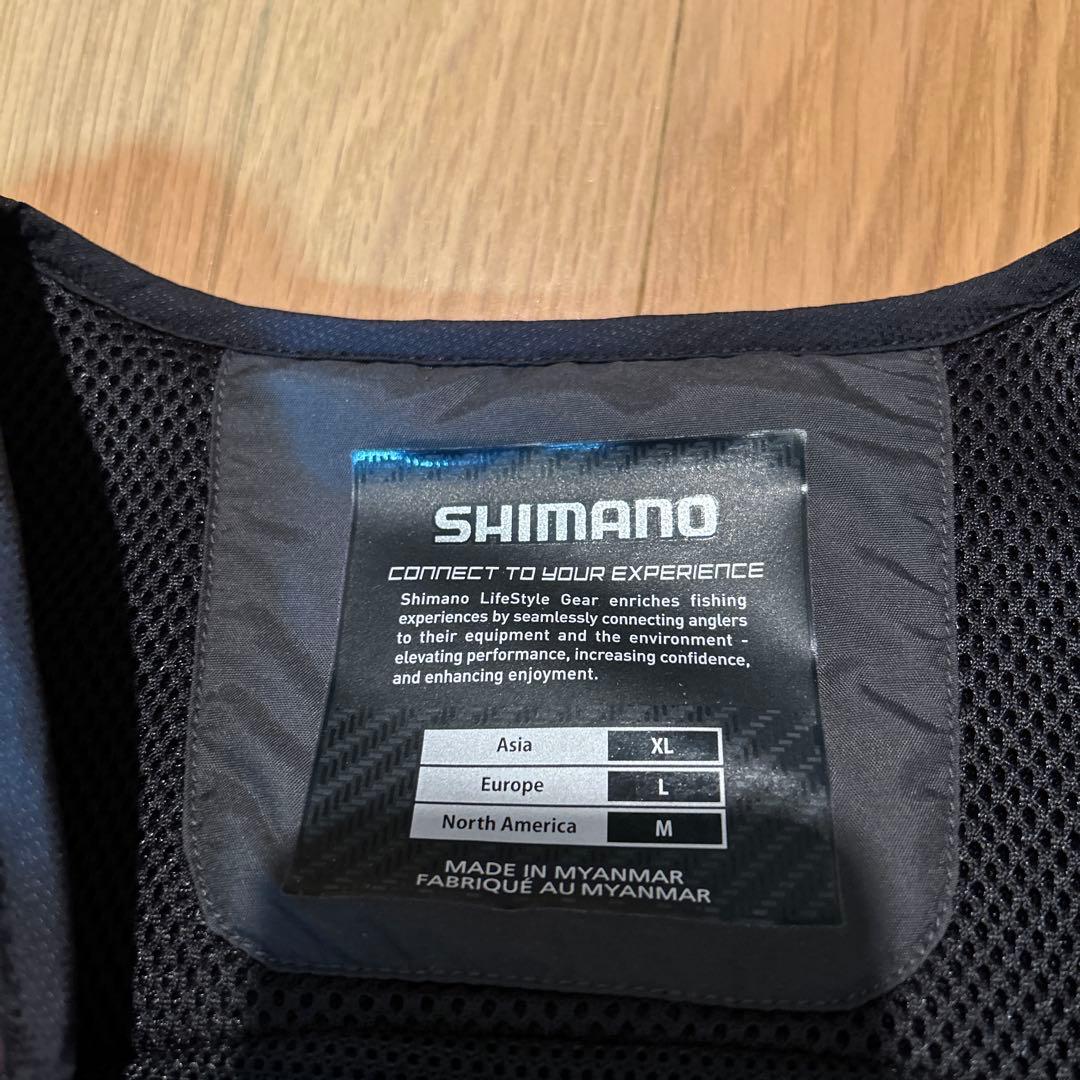 SHIMANO
CONNECT TO YOUR EXPERIENCE
Shimano LifeStyle Gear enriches fishing
experiences by seamlessly connecting anglers
to their equipment and the environment -
elevating performance, increasing confidence,
and enhancing enjoyment.
Asia XL
Europe L
North America M
MADE IN MYANMAR
FABRIQUÉ AU MYANMAR